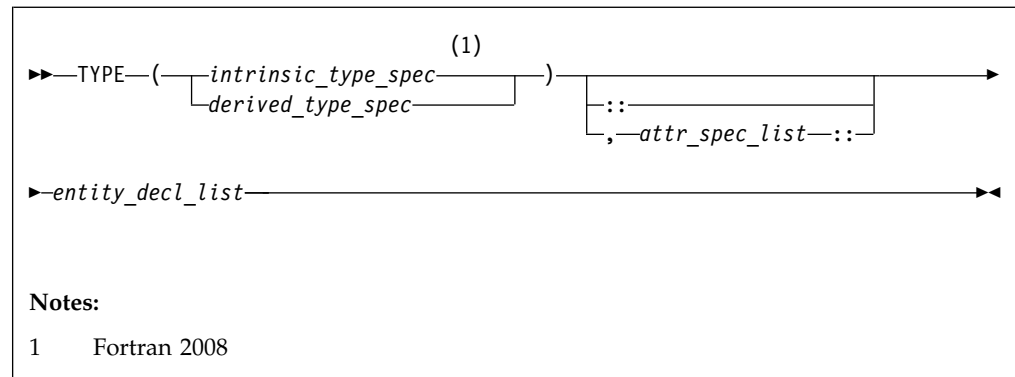 (1)
TYPE ( intrinsic_type_spec )
derived_type_spec ::
, attr_spec_list ::
entity_decl_list
Notes:
1 Fortran 2008